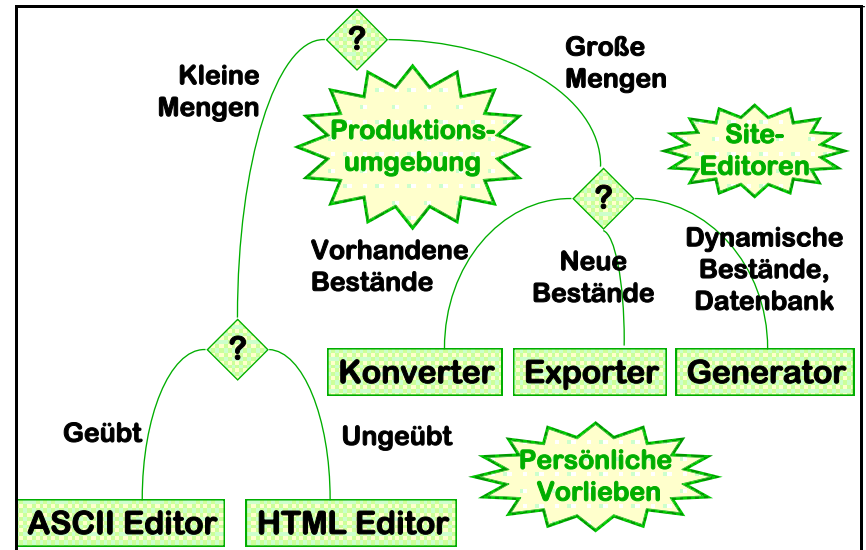 ?
Kleine
Mengen
Große
Mengen
Produktions-
umgebung
Site-
Editoren
?
Vorhandene
Bestände
Neue
Bestände
Dynamische
Bestände,
Datenbank
?
Konverter
Exporter
Generator
Geübt
Ungeübt
Persönliche
Vorlieben
ASCII Editor
HTML Editor